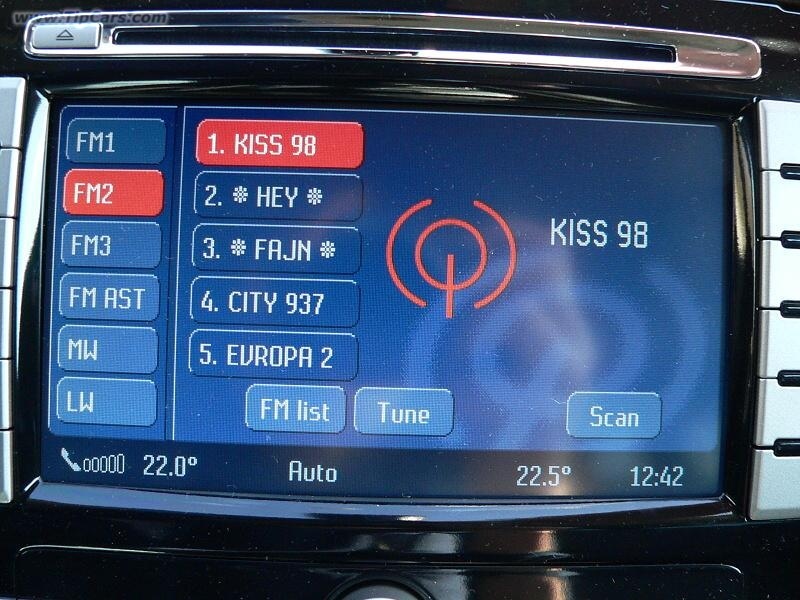 www.TipCars.com
FM1
FM2
FM3
FM AST
MW
LW
1. KISS 98
2. * HEY *
3. * FAJN *
4. CITY 937
5. EVROPA 2
KISS 98
FM list
Tune
Scan
ooooo 22.0° Auto 22.5° 12:42